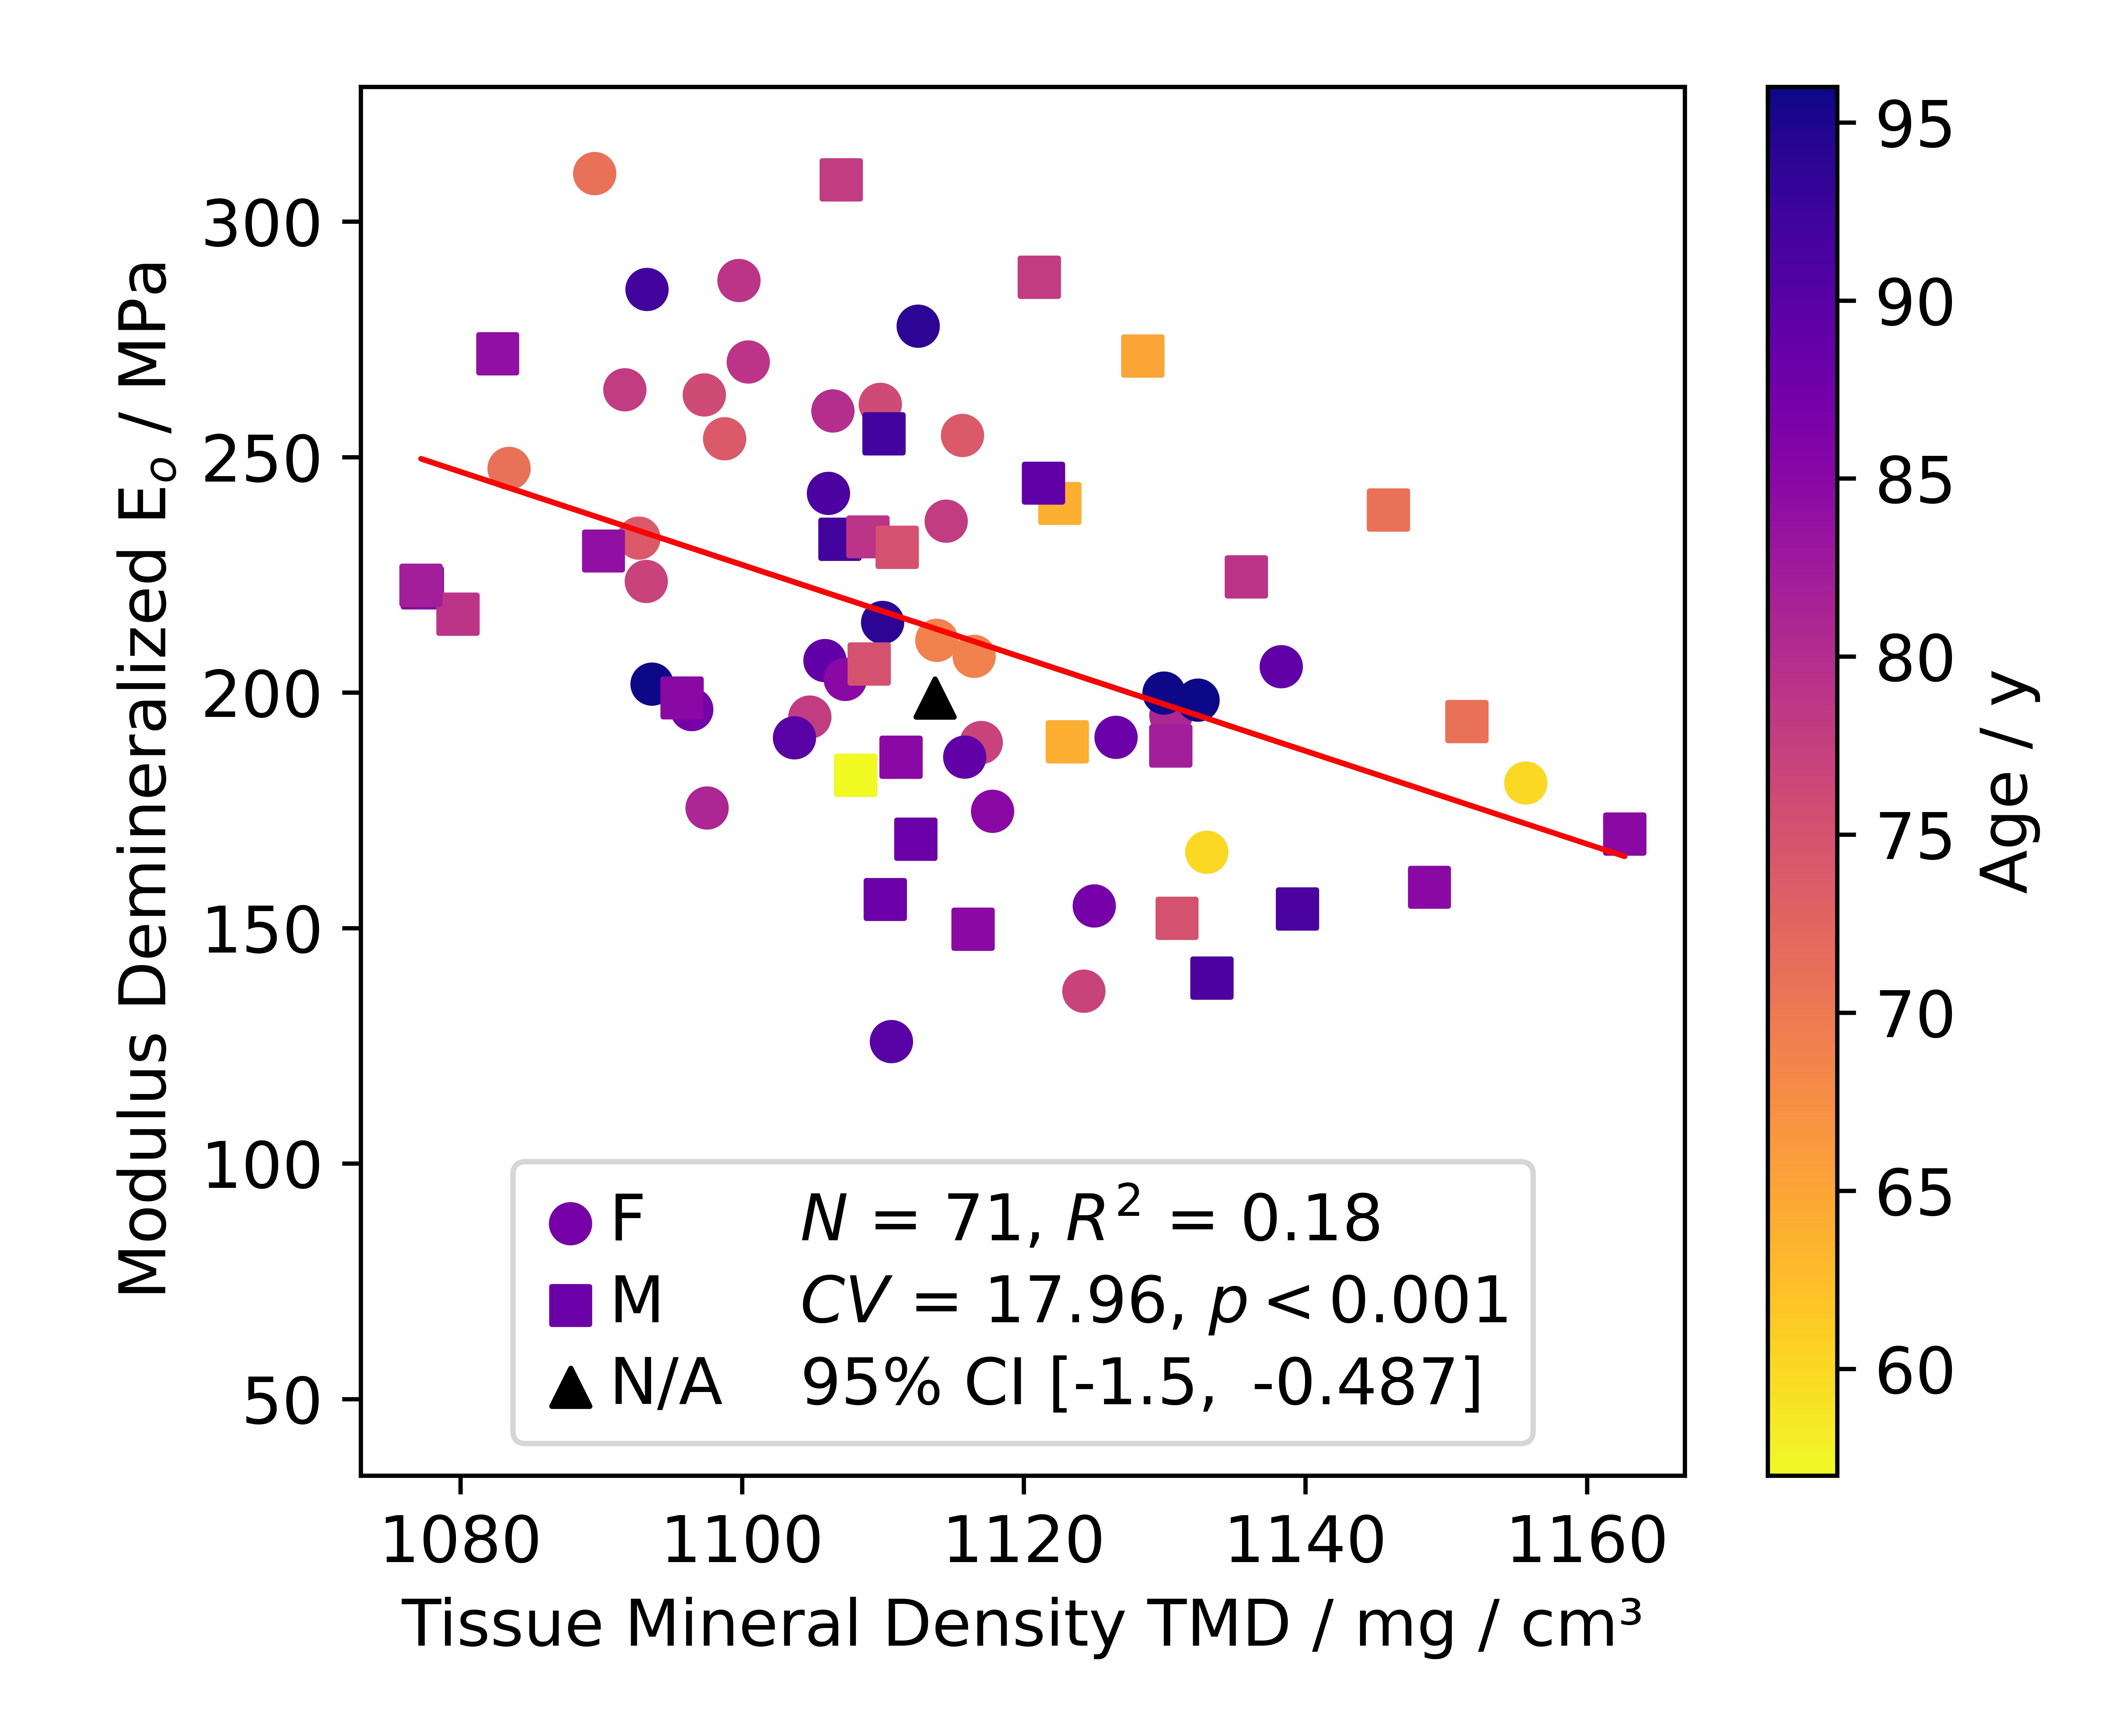 Modulus Demineralized Eₒ / MPa
300
250
200
150
100
50
F N = 71, R² = 0.18
M CV = 17.96, p < 0.001
N/A 95% CI [-1.5, -0.487]
1080 1100 1120 1140 1160
Tissue Mineral Density TMD / mg / cm³
95
90
85
80
75
70
65
60
Age / y